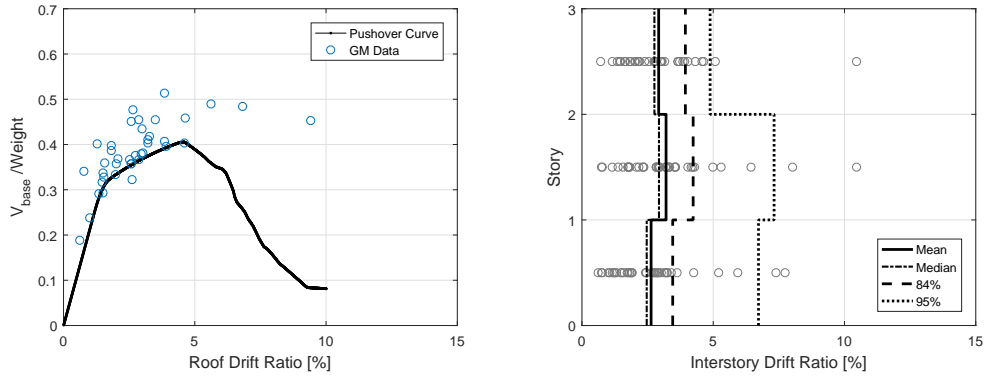 0.7
0.6
0.5
0.4
0.3
0.2
0.1
0
V_base /Weight
0
5
10
15
Roof Drift Ratio [%]
Pushover Curve
GM Data
3
2
1
0
Story
0
5
10
15
Interstory Drift Ratio [%]
Mean
Median
84%
95%